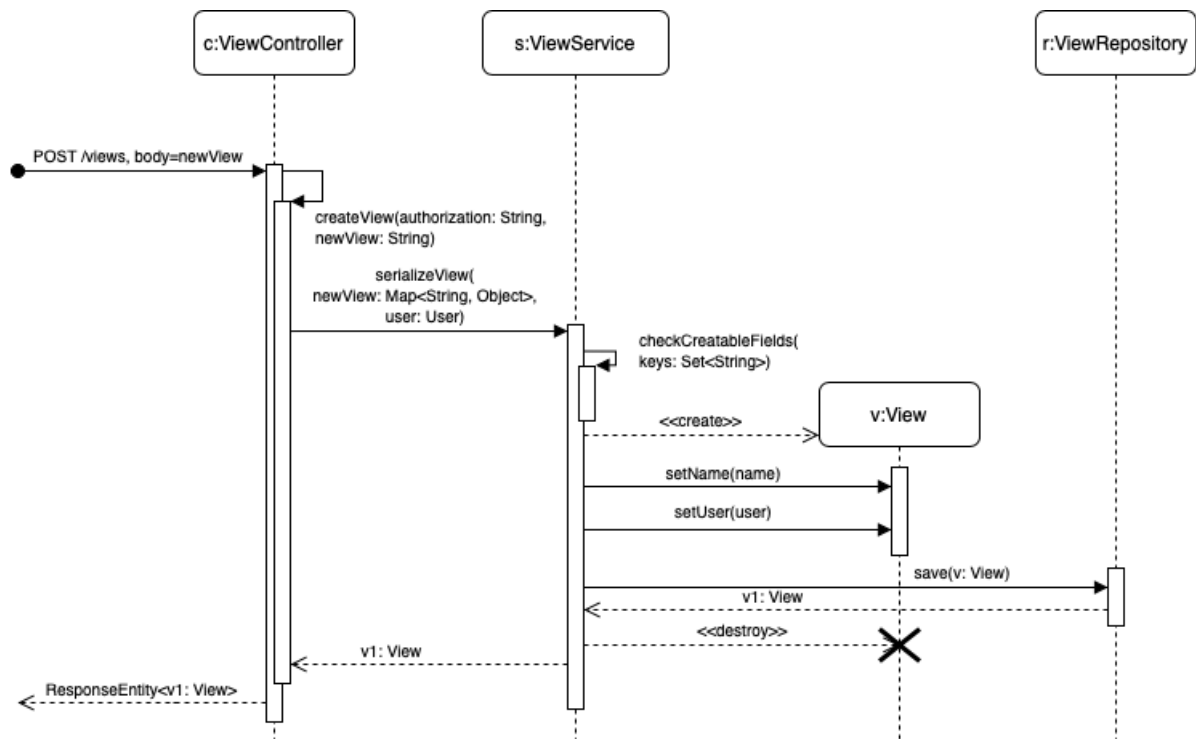 c:ViewController
s:ViewService
r:ViewRepository
POST /views, body=newView
createView(authorization: String,
newView: String)
serializeView(
newView: Map<String, Object>,
user: User)
checkCreatableFields(
keys: Set<String>)
v:View
<<create>>
setName(name)
setUser(user)
save(v: View)
v1: View
<<destroy>>
v1: View
ResponseEntity<v1: View>